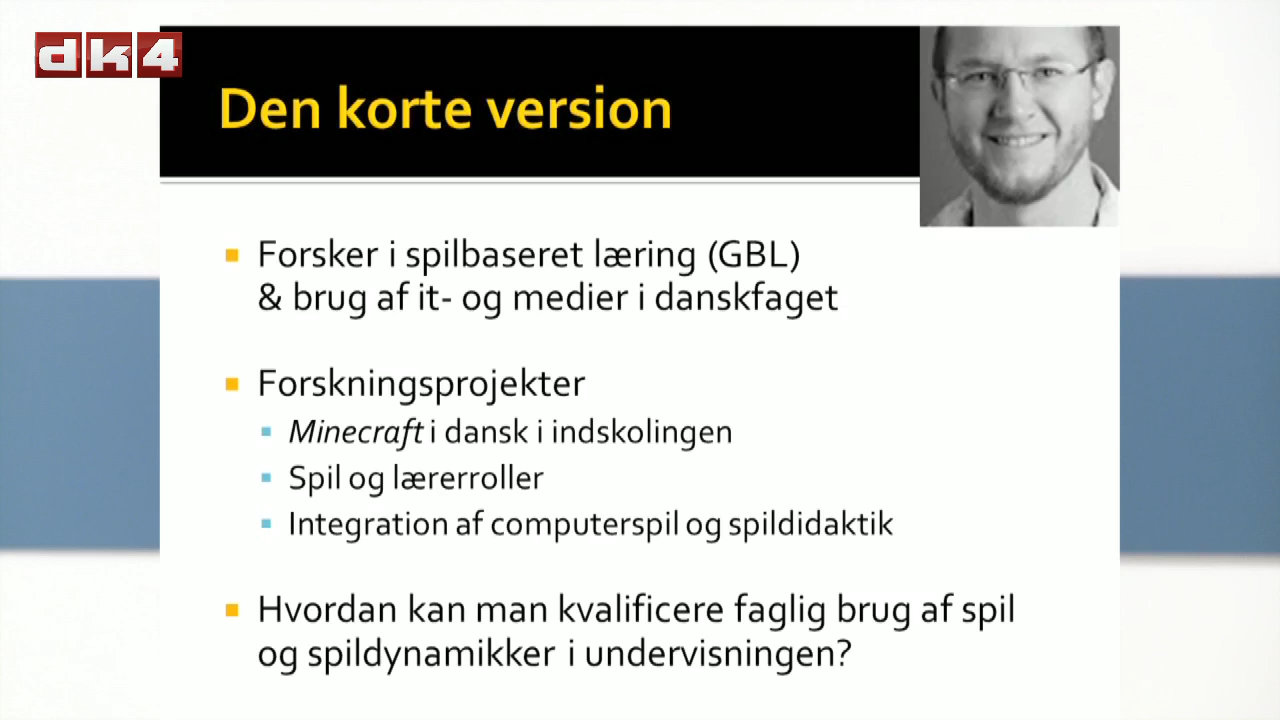 dk4
Den korte version
Forsker i spilbaseret læring (GBL)
& brug af it- og medier i danskfaget
Forskningsprojekter
Minecraft i dansk i indskolingen
Spil og lærerroller
Integration af computerspil og spildidaktik
Hvordan kan man kvalificere faglig brug af spil
og spildynamikker i undervisningen?